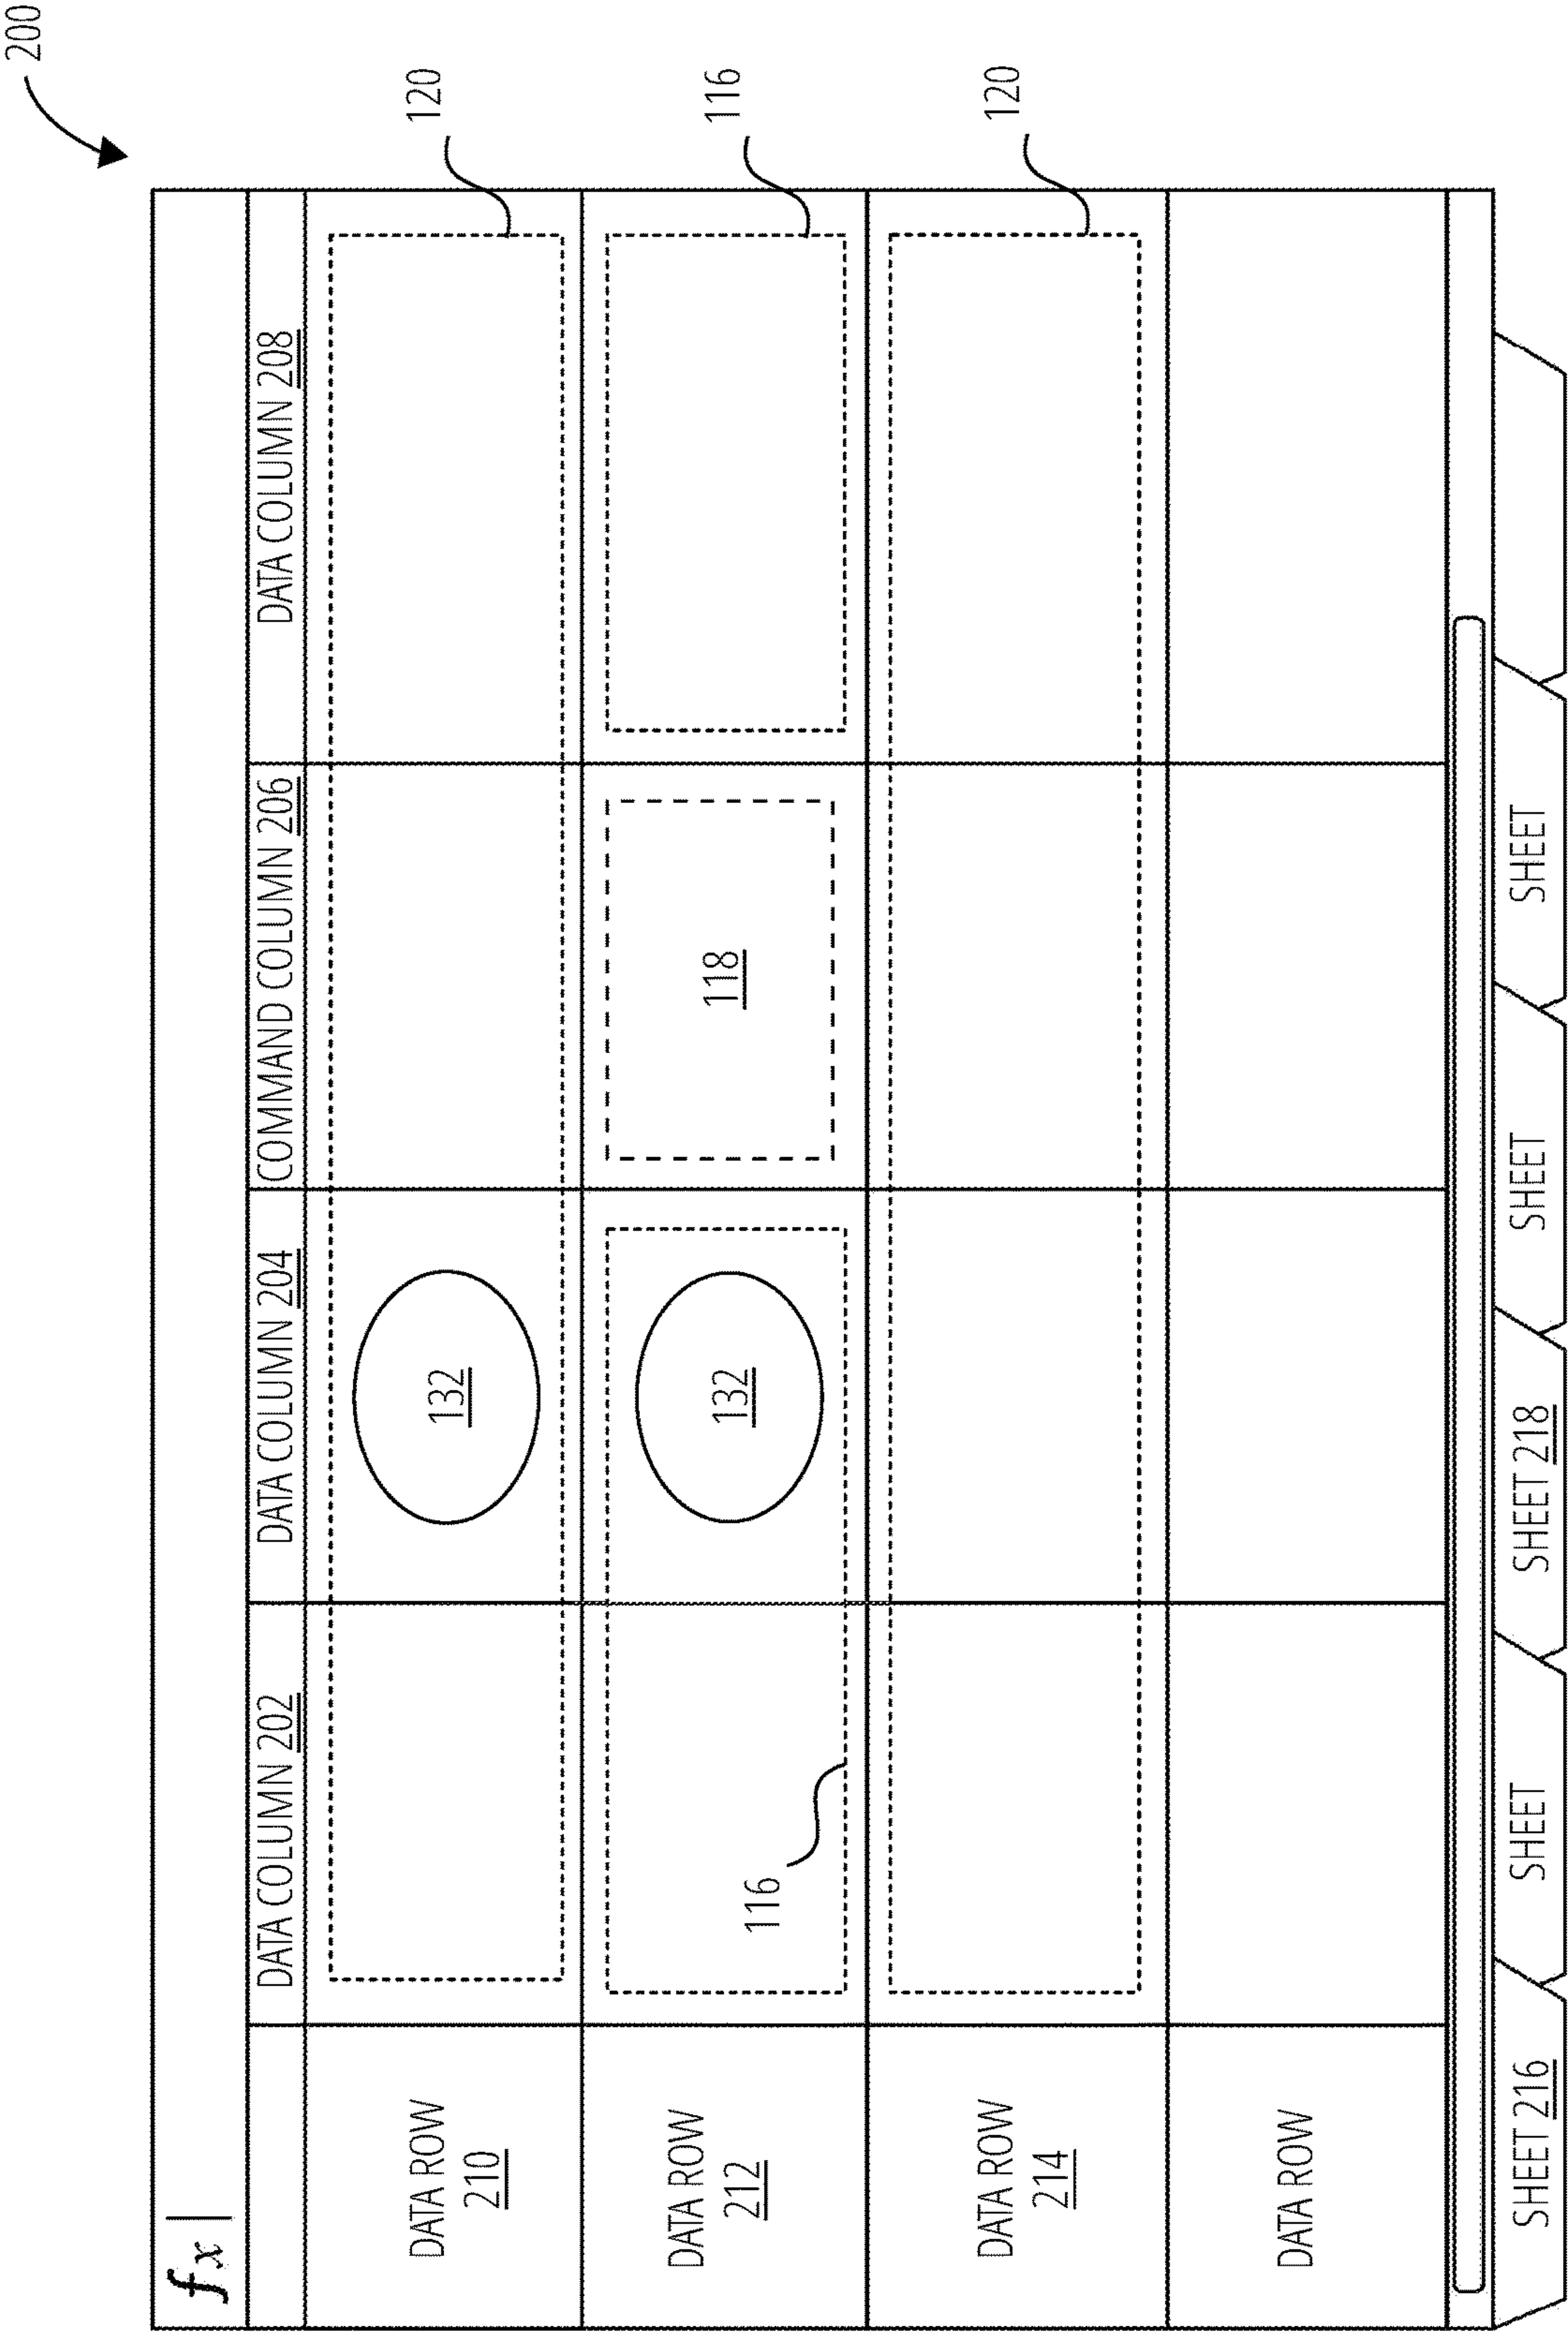 200
fx
DATA COLUMN 202
DATA COLUMN 204
COMMAND COLUMN 206
DATA COLUMN 208
DATA ROW
210
132
120
DATA ROW
212
116
132
118
116
DATA ROW
214
120
DATA ROW
SHEET 216
SHEET
SHEET 218
SHEET
SHEET